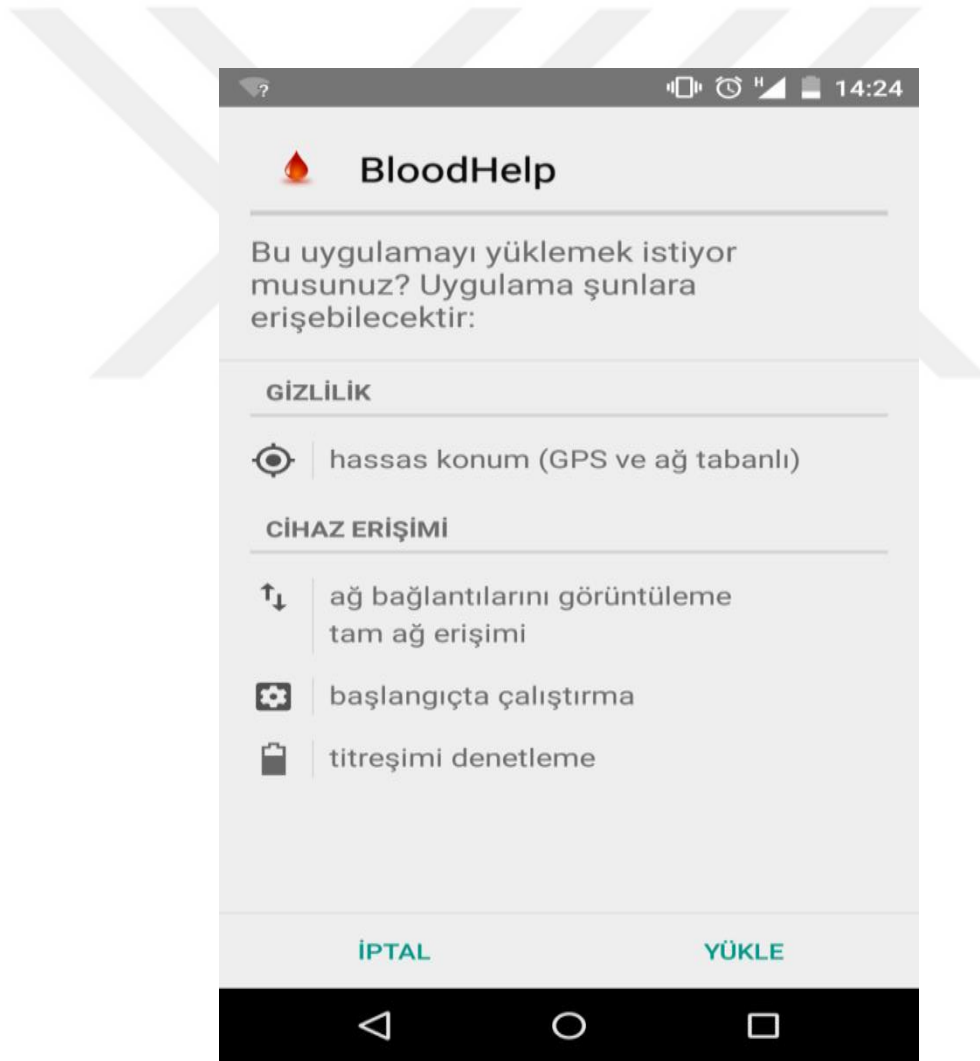 ? H 14:24
BloodHelp
Bu uygulamayı yüklemek istiyor
musunuz? Uygulama şunlara
erişebilecektir:
GİZLİLİK
hassas konum (GPS ve ağ tabanlı)
CİHAZ ERİŞİMİ
ağ bağlantılarını görüntüleme
tam ağ erişimi
başlangıçta çalıştırma
titreşimi denetleme
İPTAL YÜKLE